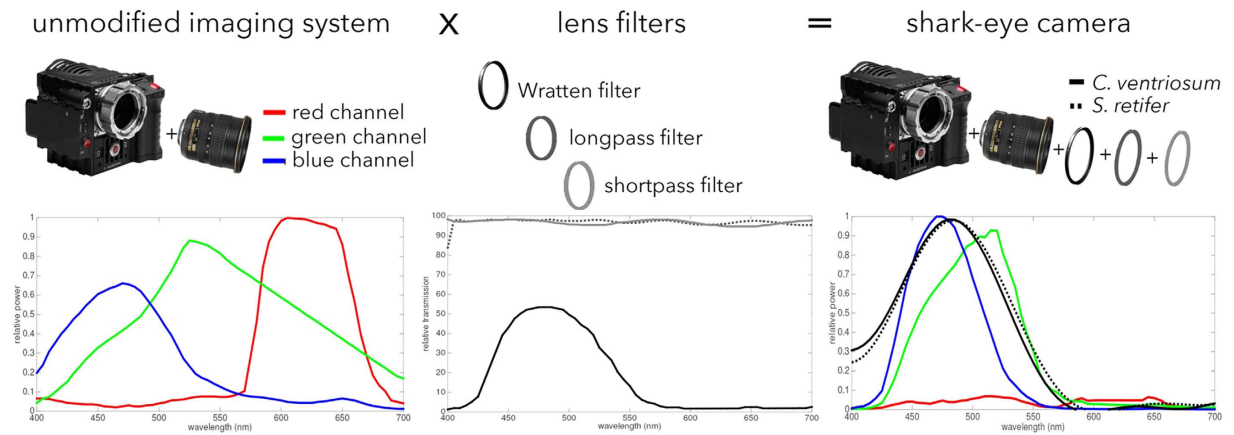 unmodified imaging system x lens filters = shark-eye camera
Wratten filter
longpass filter
shortpass filter
red channel
green channel
blue channel
C. ventriosum
S. retifer
+
+ + + +
relative power
1
0.9
0.8
0.7
0.6
0.5
0.4
0.3
0.2
0.1
0
400 450 500 550 600 650 700
wavelength (nm)
relative transmission
100
90
80
70
60
50
40
30
20
10
0
400 450 500 550 600 650 700
wavelength (nm)
relative power
1
0.9
0.8
0.7
0.6
0.5
0.4
0.3
0.2
0.1
0
400 450 500 550 600 650 700
wavelength (nm)